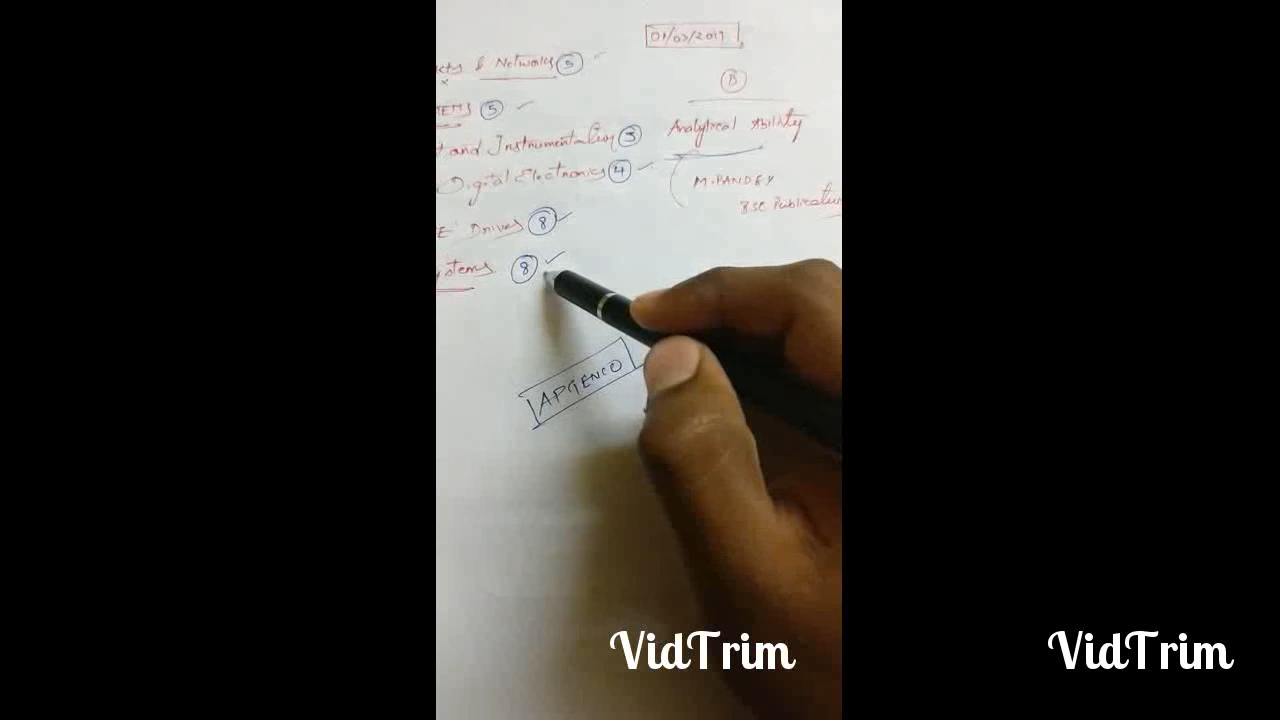 01/03/2017
& Networks 5
B
5
Analytical Ability
and Instrumentation 3
Digital Electronics 4
M.PANDEY
BSC Publication
Drives 8
ystems 8
APGENCO
VidTrim VidTrim